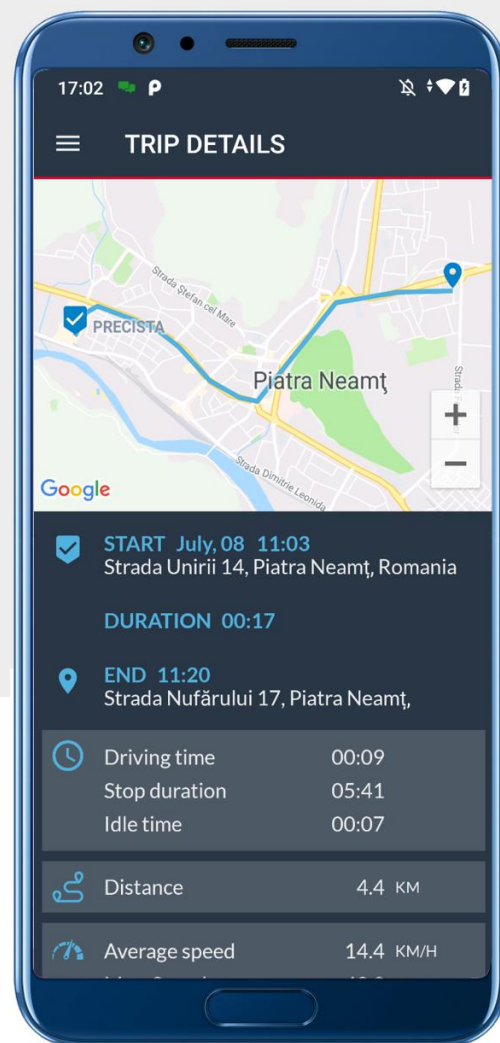 17:02
TRIP DETAILS
Strada Ștefan cel Mare
PRECISTA
Piatra Neamț
Strada Dimitrie Leonida
Google
+
−
START July, 08 11:03
Strada Unirii 14, Piatra Neamţ, Romania
DURATION 00:17
END 11:20
Strada Nufărului 17, Piatra Neamţ,
Driving time 00:09
Stop duration 05:41
Idle time 00:07
Distance 4.4 KM
Average speed 14.4 KM/H